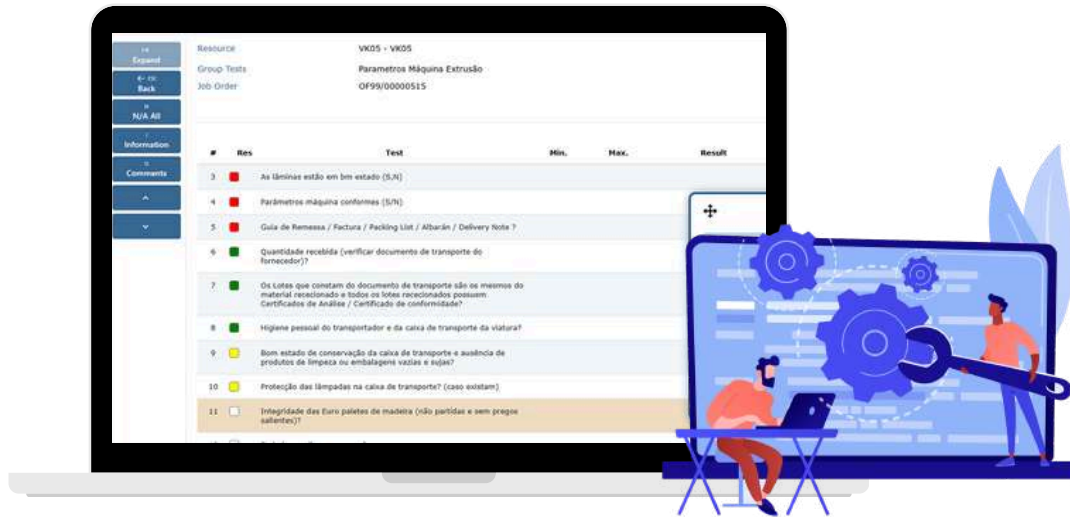 Expand
Back
N/A All
Information
Comments
Resource VK05 - VK05
Group Tests Parametros Máquina Extrusão
Job Order OF99/00000515
# Res Test Min. Max. Result
3 As lâminas estão em bm estado (S,N)
4 Parâmetros máquina conformes (S/N)
5 Guia de Remessa / Factura / Packing List / Albarán / Delivery Note ?
6 Quantidade recebida (verificar documento de transporte do
fornecedor)?
7 Os Lotes que constam do documento de transporte são os mesmos do
material rececionado e todos os lotes rececionados possuem
Certificados de Análise / Certificado de conformidade?
8 Higiene pessoal do transportador e da caixa de transporte da viatura?
9 Bom estado de conservação da caixa de transporte e ausência de
produtos de limpeza ou embalagens vazias e sujas?
10 Protecção das lâmpadas na caixa de transporte? (caso existam)
11 Integridade das Euro paletes de madeira (não partidas e sem pregos
salientes)?